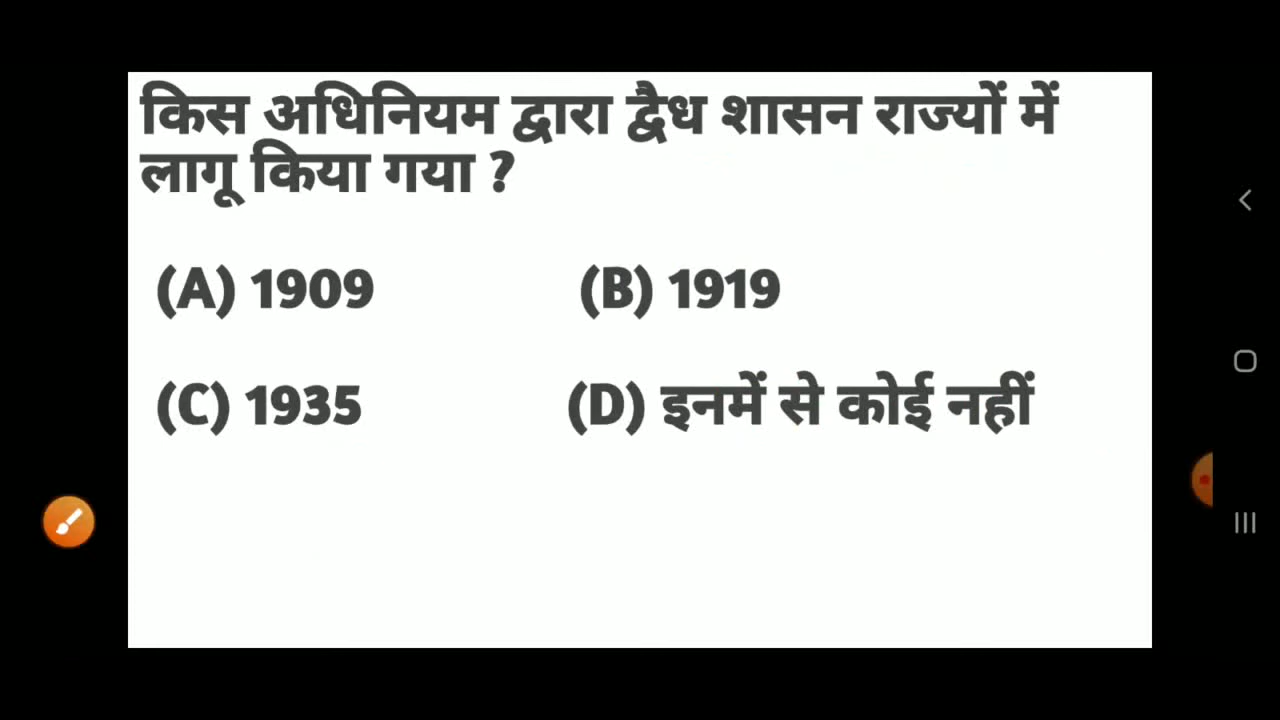 किस अधिनियम द्वारा द्वैध शासन राज्यों में
लागू किया गया ?
(A) 1909 (B) 1919
(C) 1935 (D) इनमें से कोई नहीं